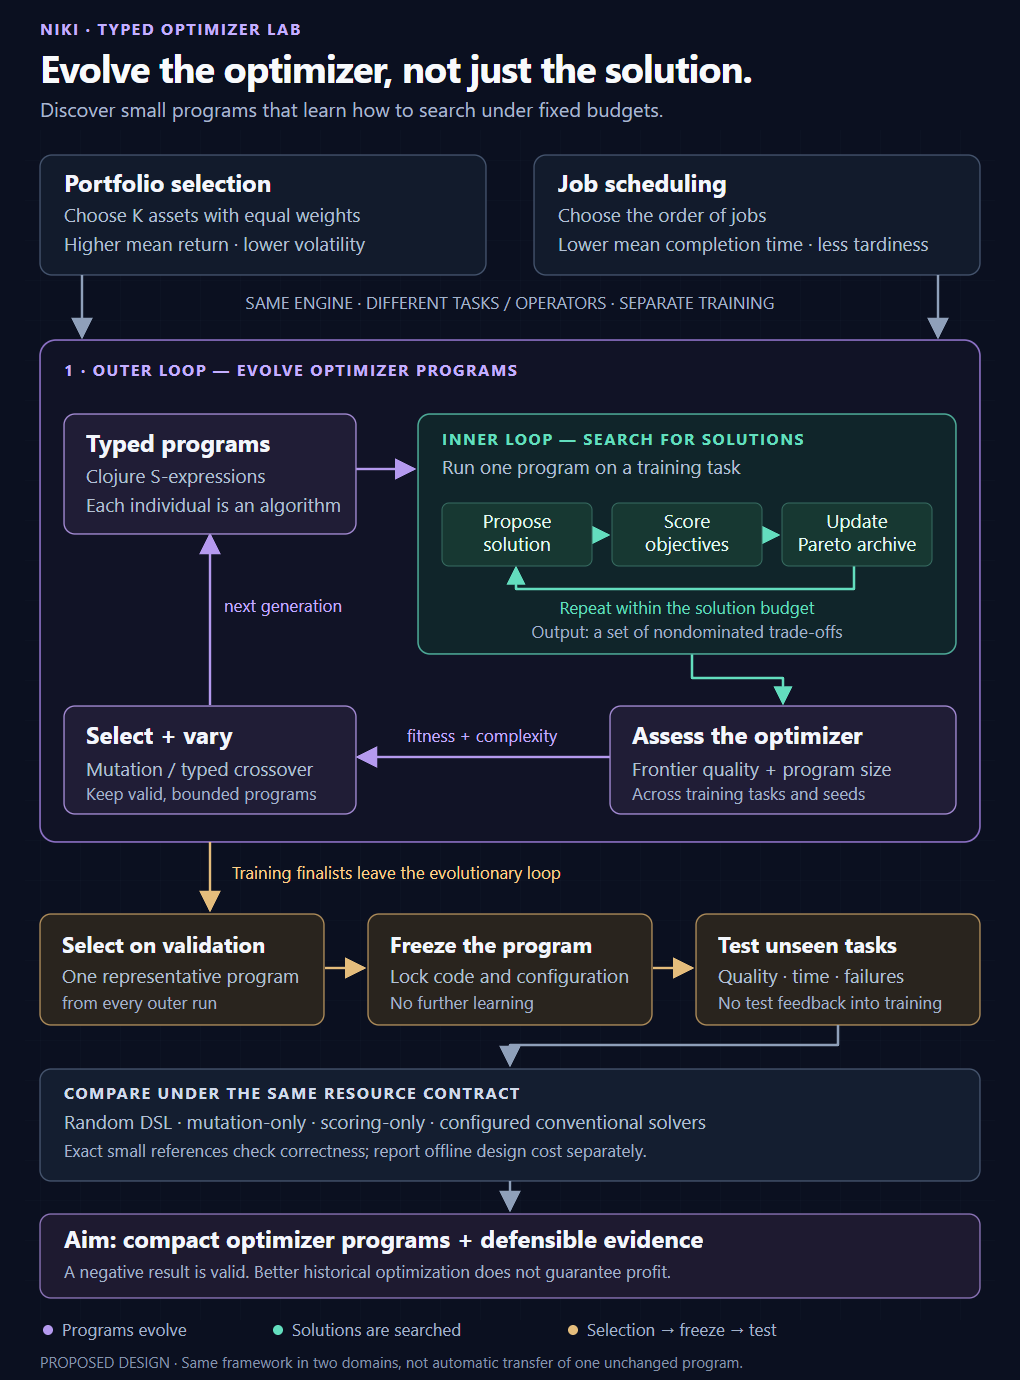 NIKI · TYPED OPTIMIZER LAB
Evolve the optimizer, not just the solution.
Discover small programs that learn how to search under fixed budgets.
Portfolio selection
Choose K assets with equal weights
Higher mean return · lower volatility
Job scheduling
Choose the order of jobs
Lower mean completion time · less tardiness
SAME ENGINE · DIFFERENT TASKS / OPERATORS · SEPARATE TRAINING
1 · OUTER LOOP — EVOLVE OPTIMIZER PROGRAMS
Typed programs
Clojure S-expressions
Each individual is an algorithm
INNER LOOP — SEARCH FOR SOLUTIONS
Run one program on a training task
Propose
solution
Score
objectives
Update
Pareto archive
Repeat within the solution budget
Output: a set of nondominated trade-offs
next generation
Select + vary
Mutation / typed crossover
Keep valid, bounded programs
fitness + complexity
Assess the optimizer
Frontier quality + program size
Across training tasks and seeds
Training finalists leave the evolutionary loop
Select on validation
One representative program
from every outer run
Freeze the program
Lock code and configuration
No further learning
Test unseen tasks
Quality · time · failures
No test feedback into training
COMPARE UNDER THE SAME RESOURCE CONTRACT
Random DSL · mutation-only · scoring-only · configured conventional solvers
Exact small references check correctness; report offline design cost separately.
Aim: compact optimizer programs + defensible evidence
A negative result is valid. Better historical optimization does not guarantee profit.
Programs evolve
Solutions are searched
Selection → freeze → test
PROPOSED DESIGN · Same framework in two domains, not automatic transfer of one unchanged program.